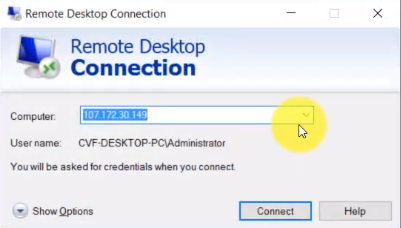 Remote Desktop Connection
Remote Desktop
Connection
Computer: 107.172.30.149
User name: CVF-DESKTOP-PC\Administrator
You will be asked for credentials when you connect.
Show Options
Connect Help